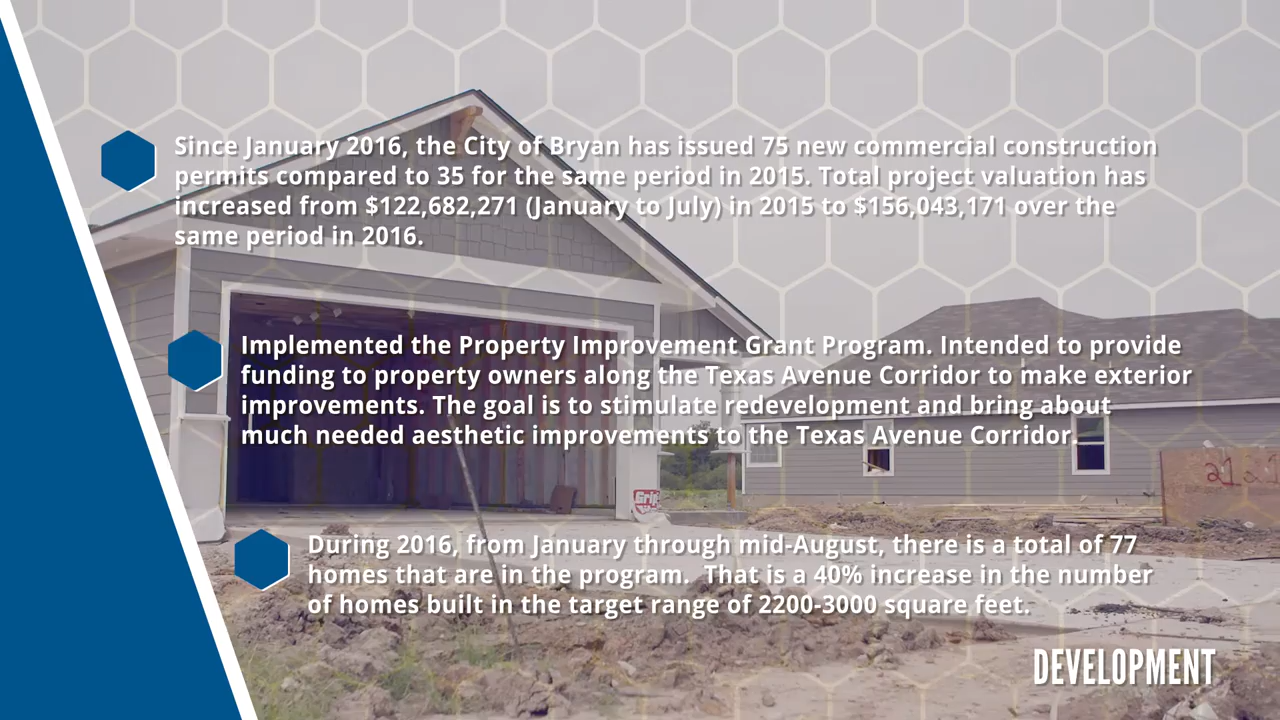 Since January 2016, the City of Bryan has issued 75 new commercial construction
permits compared to 35 for the same period in 2015. Total project valuation has
increased from $122,682,271 (January to July) in 2015 to $156,043,171 over the
same period in 2016.
Implemented the Property Improvement Grant Program. Intended to provide
funding to property owners along the Texas Avenue Corridor to make exterior
improvements. The goal is to stimulate redevelopment and bring about
much needed aesthetic improvements to the Texas Avenue Corridor.
During 2016, from January through mid-August, there is a total of 77
homes that are in the program.  That is a 40% increase in the number
of homes built in the target range of 2200-3000 square feet.
DEVELOPMENT